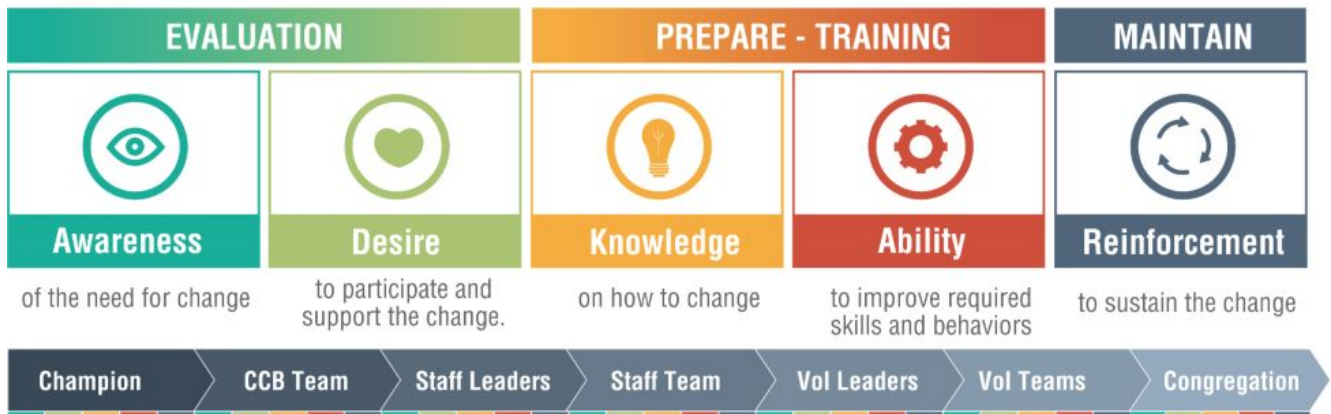 EVALUATION
PREPARE - TRAINING
MAINTAIN
Awareness
Desire
Knowledge
Ability
Reinforcement
of the need for change
to participate and
support the change.
on how to change
to improve required
skills and behaviors
to sustain the change
Champion
CCB Team
Staff Leaders
Staff Team
Vol Leaders
Vol Teams
Congregation